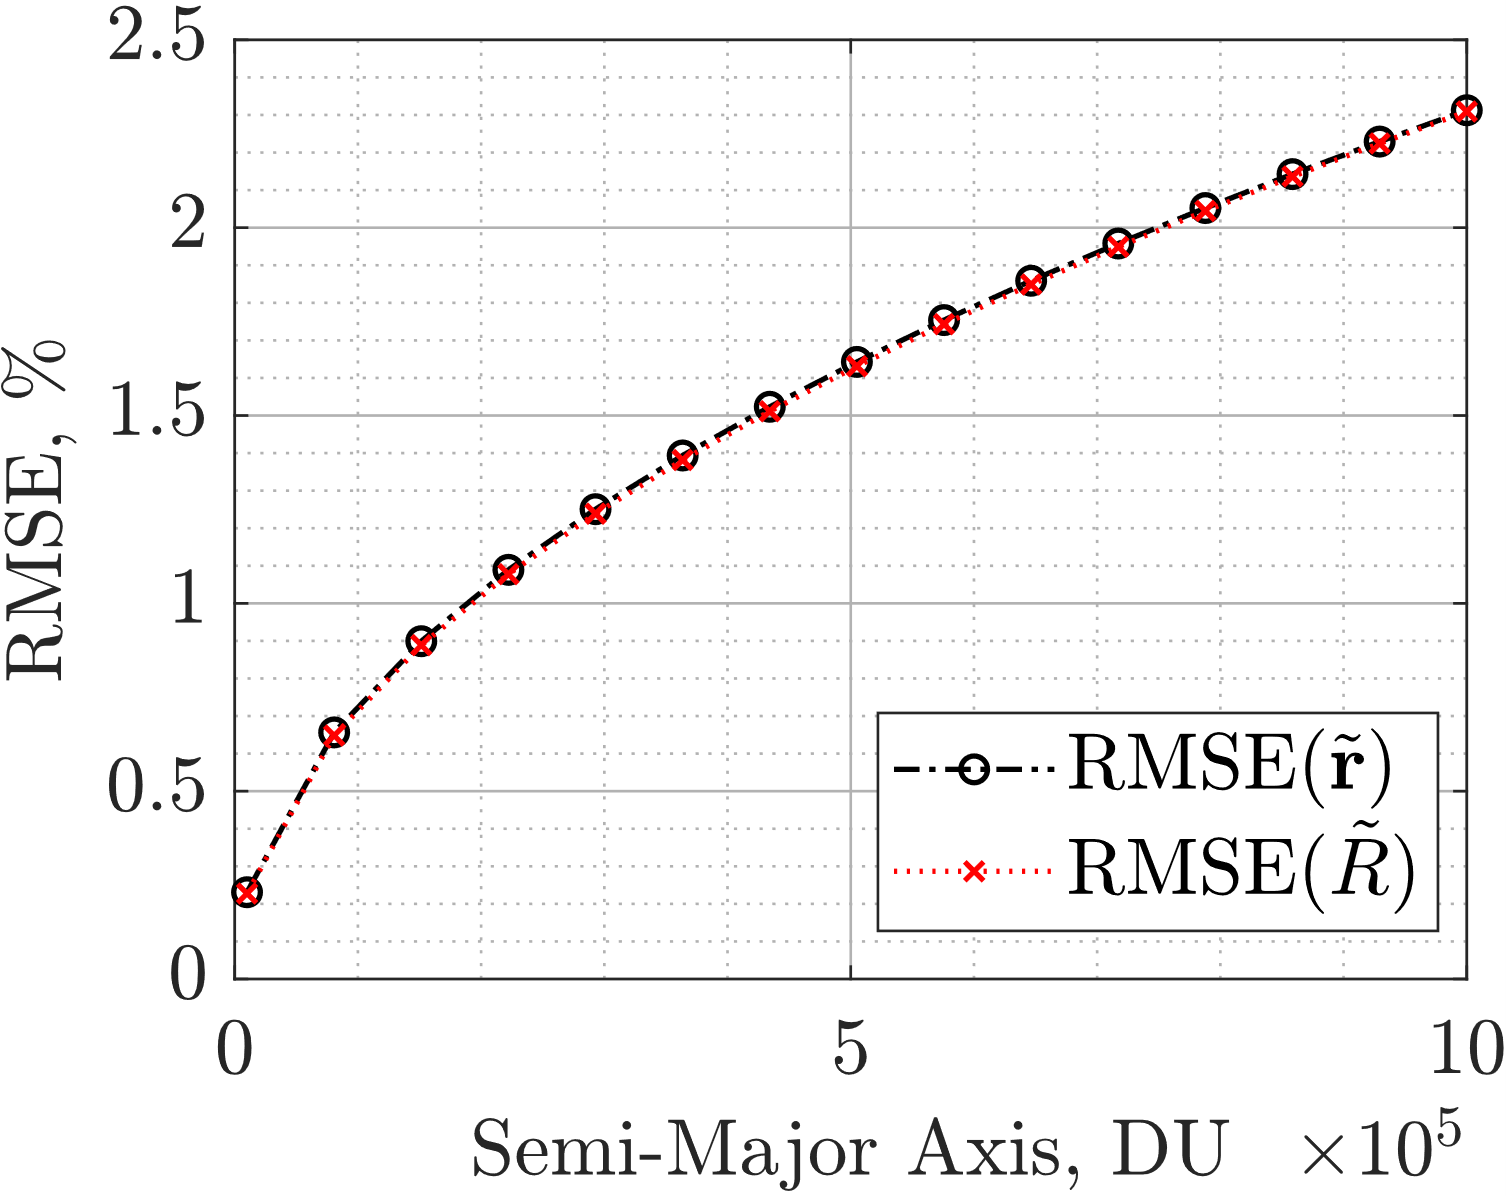 2.5
2
1.5
1
0.5
0
RMSE, %
RMSE(r̃)
RMSE(R̃)
0 5 10
Semi-Major Axis, DU ×10⁵